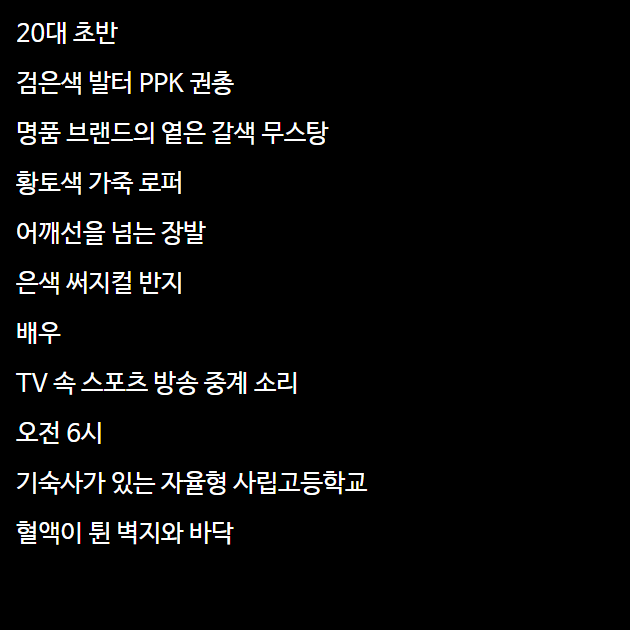 20대 초반
검은색 발터 PPK 권총
명품 브랜드의 옅은 갈색 무스탕
황토색 가죽 로퍼
어깨선을 넘는 장발
은색 써지컬 반지
배우
TV 속 스포츠 방송 중계 소리
오전 6시
기숙사가 있는 자율형 사립고등학교
혈액이 튄 벽지와 바닥